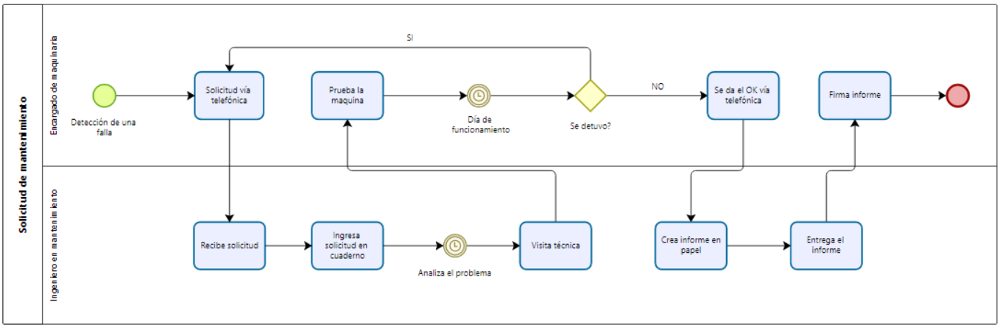 Solicitud de mantenimiento
Encargado de maquinaria
SI
Detección de una
falla
Solicitud vía
telefónica
Prueba la
maquina
Día de
funcionamiento
Se detuvo?
NO
Se da el OK vía
telefónica
Firma informe
Ingeniero en mantenimiento
Recibe solicitud
Ingresa
solicitud en
cuaderno
Analiza el problema
Visita técnica
Crea informe en
papel
Entrega el
informe